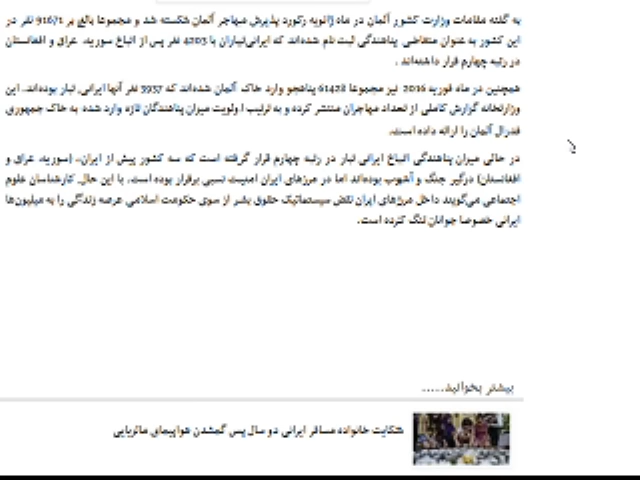 به گفته مقامات وزارت کشور آلمان در ماه ژانویه رکورد پذیرش مهاجر آلمان شکسته شد و مجموعا بالغ بر 91671 نفر در
این کشور به عنوان متقاضی پناهندگی ثبت نام شده‌اند که ایرانی‌تباران با 4203 نفر پس از اتباع سوریه، عراق و افغانستان
در رتبه چهارم قرار داشته‌اند .
همچنین در ماه فوریه 2016 نیز مجموعا 61428 پناهجو وارد خاک آلمان شده‌اند که 3937 نفر آنها ایرانی تبار بوده‌اند. این
وزارتخانه گزارش کاملی از تعداد مهاجران منتشر کرده و به ترتیب اولویت میزان پناهندگان تازه وارد شده به خاک جمهوری
فدرال آلمان را ارائه داده است.
در حالی میزان پناهندگی اتباع ایرانی تبار در رتبه چهارم قرار گرفته است که سه کشور پیش از ایران، (سوریه، عراق و
افغانستان) درگیر جنگ و آشوب بوده‌اند اما در مرزهای ایران امنیت نسبی برقرار بوده است. با این حال کارشناسان علوم
اجتماعی می‌گویند داخل مرزهای ایران نقض سیستماتیک حقوق بشر از سوی حکومت اسلامی عرصه زندگی را به میلیون‌ها
ایرانی خصوصا جوانان تنگ کرده است.
بیشتر بخوانید......
شکایت خانواده مسافر ایرانی دو سال پس گمشدن هواپیمای مالزیایی